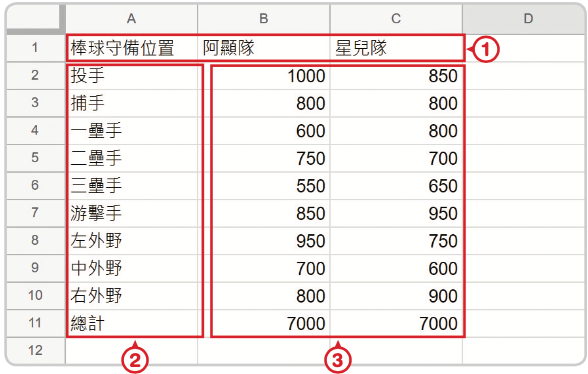 A B C D
1 棒球守備位置 阿顯隊 星兒隊 1
2 投手 1000 850
3 捕手 800 800
4 一壘手 600 800
5 二壘手 750 700
6 三壘手 550 650
7 游擊手 850 950
8 左外野 950 750
9 中外野 700 600
10 右外野 800 900
11 總計 7000 7000
12 2 3